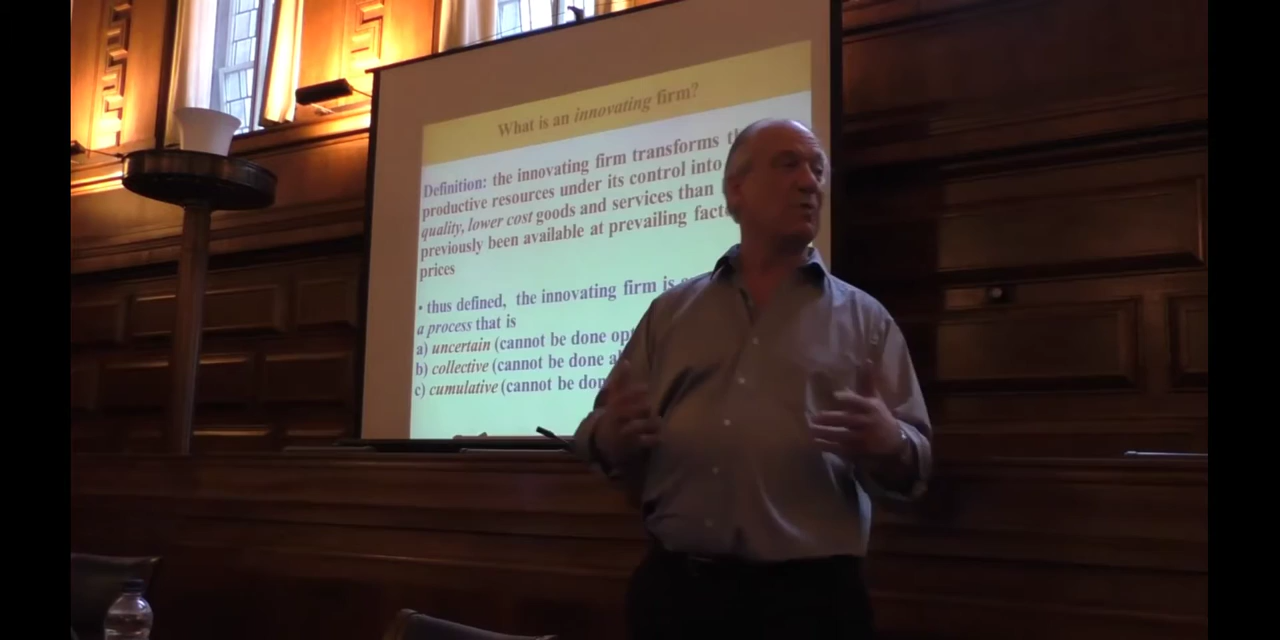 What is an innovating firm?
Definition: the innovating firm transforms
productive resources under its control into
quality, lower cost goods and services than
previously been available at prevailing
prices
• thus defined, the innovating firm is
a process that is
a) uncertain (cannot be done
b) collective (cannot be done
c) cumulative (cannot be